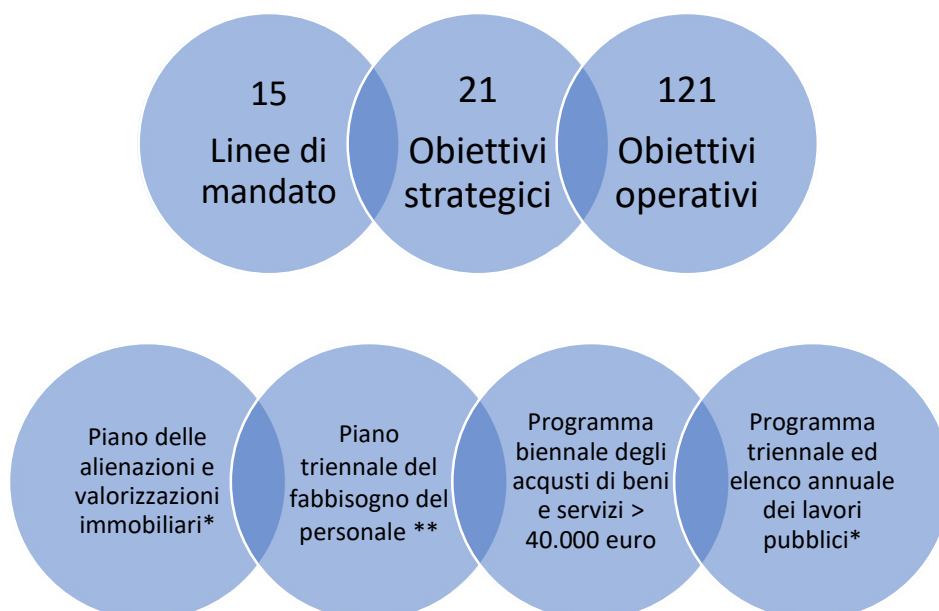 15
Linee di
mandato
21
Obiettivi
strategici
121
Obiettivi
operativi
Piano delle
alienazioni e
valorizzazioni
immobiliari*
Piano
triennale del
fabbisogno del
personale **
Programma
biennale degli
acqusti di beni
e servizi >
40.000 euro
Programma
triennale ed
elenco annuale
dei lavori
pubblici*